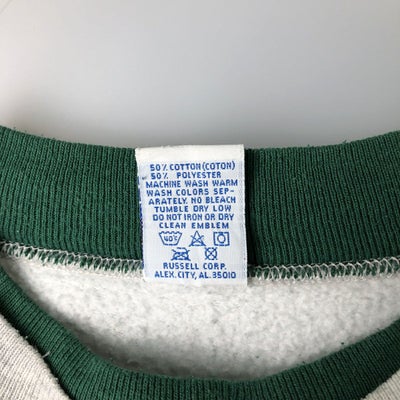 50% COTTON (COTON)
50% POLYESTER
MACHINE WASH WARM
WASH COLORS SEP-
ARATELY. NO BLEACH
TUMBLE DRY LOW
DO NOT IRON OR DRY
CLEAN EMBLEM
40°C
RUSSELL CORP.
ALEX. CITY, AL. 35010